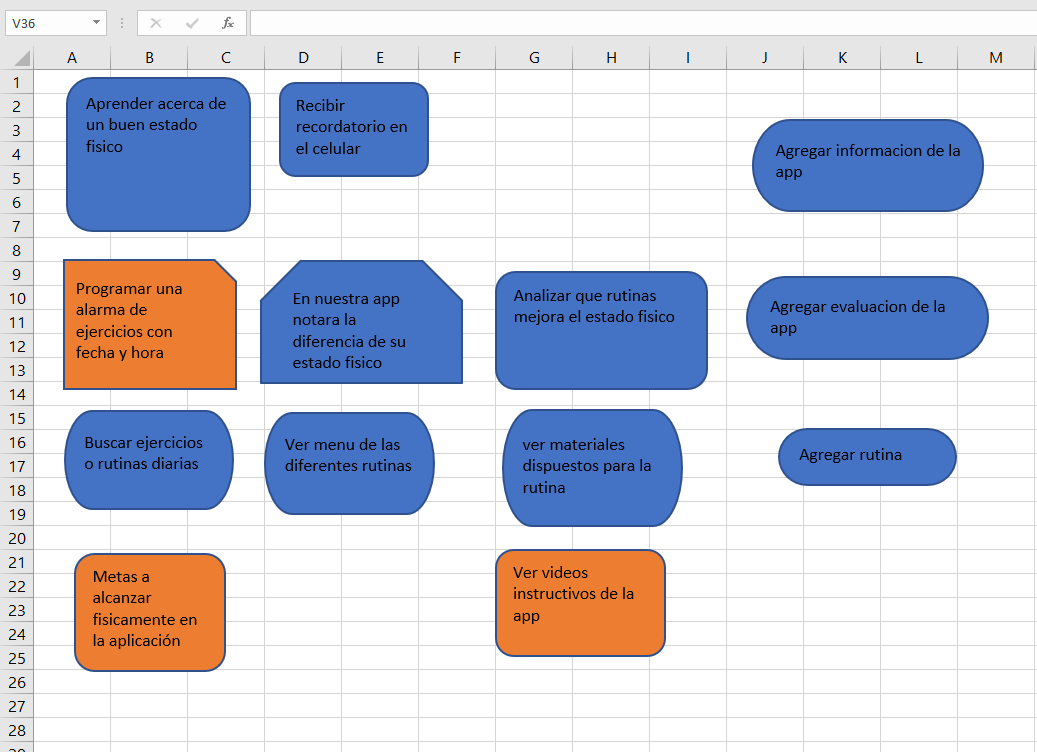 V36
fx
A B C D E F G H I J K L M
1
2
3
4
5
6
7
8
9
10
11
12
13
14
15
16
17
18
19
20
21
22
23
24
25
26
27
28
29
Aprender acerca de
un buen estado
fisico
Recibir
recordatorio en
el celular
Agregar informacion de la
app
Programar una
alarma de
ejercicios con
fecha y hora
En nuestra app
notara la
diferencia de su
estado fisico
Analizar que rutinas
mejora el estado fisico
Agregar evaluacion de la
app
Buscar ejercicios
o rutinas diarias
Ver menu de las
diferentes rutinas
ver materiales
dispuestos para la
rutina
Agregar rutina
Metas a
alcanzar
fisicamente en
la aplicación
Ver videos
instructivos de la
app